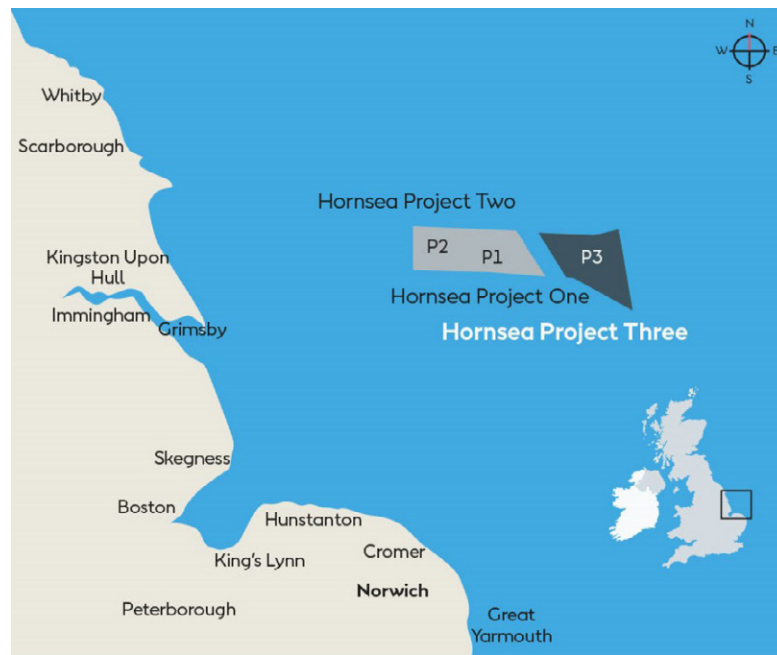 N
W
E
S
Whitby
Scarborough
Hornsea Project Two
P2
P1
P3
Kingston Upon
Hull
Immingham
Grimsby
Hornsea Project One
Hornsea Project Three
Skegness
Boston
Hunstanton
King's Lynn
Cromer
Norwich
Peterborough
Great
Yarmouth